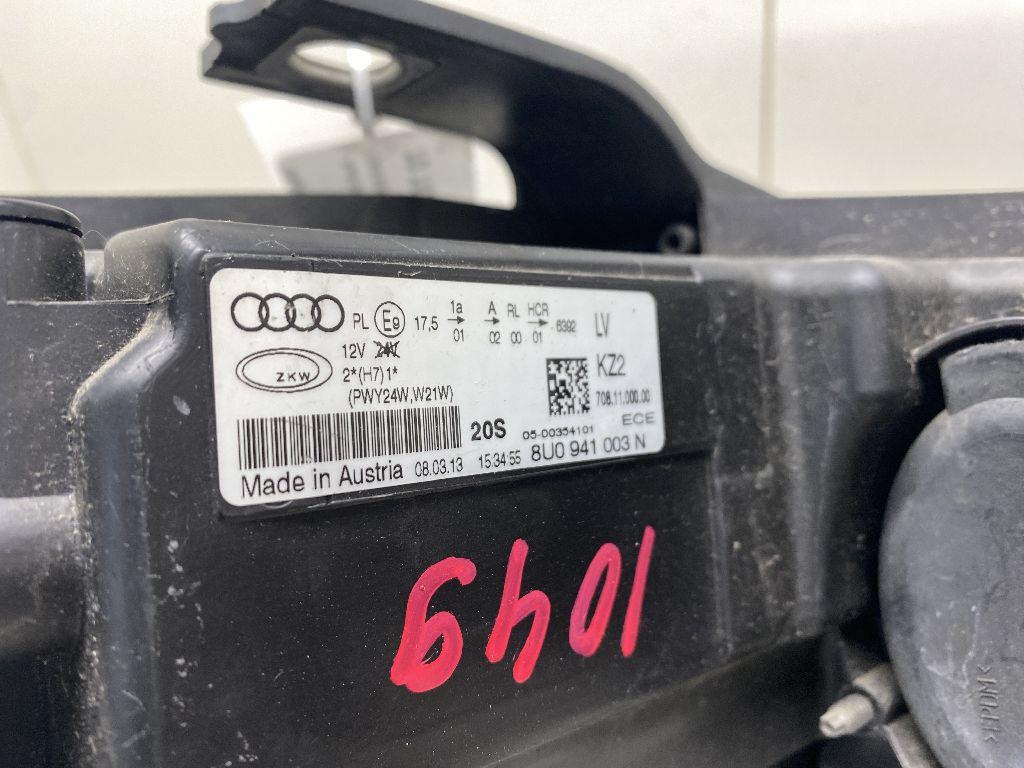 PL E9 17,5 1a 01 A 02 RL 00 HCR 01 6392 LV
12V 24V
ZKW
2*(H7)1*
KZ2
(PWY24W,W21W)
708.11.000.00
20S 05-00354101 ECE
Made in Austria 08.03.13 15:34:55 8U0 941 003 N
1049